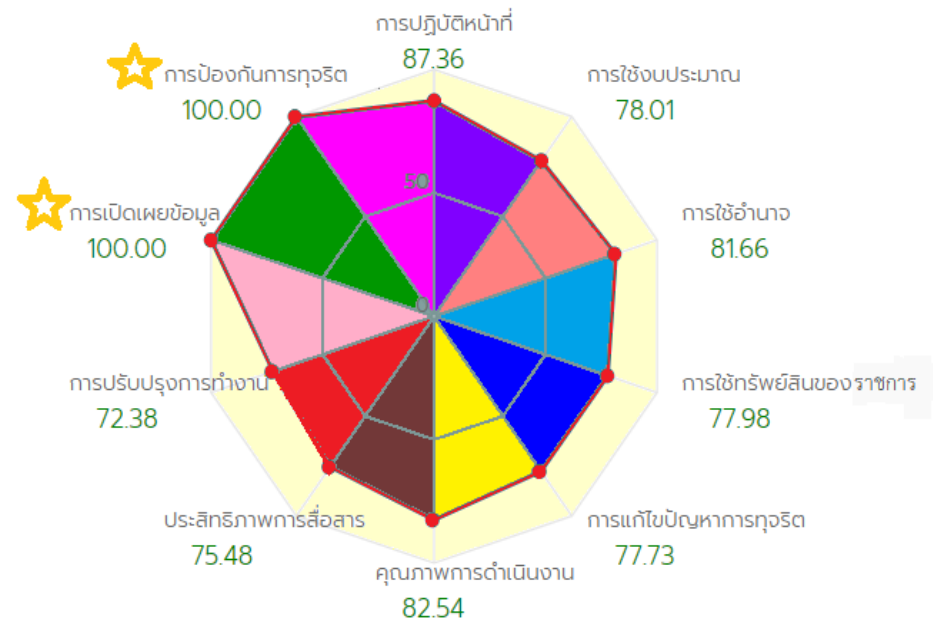 การปฏิบัติหน้าที่
87.36
การป้องกันการทุจริต
100.00
การใช้งบประมาณ
78.01
50
การเปิดเผยข้อมูล
100.00
การใช้อำนาจ
81.66
0
การปรับปรุงการทำงาน
72.38
การใช้ทรัพย์สินของราชการ
77.98
ประสิทธิภาพการสื่อสาร
75.48
การแก้ไขปัญหาการทุจริต
77.73
คุณภาพการดำเนินงาน
82.54